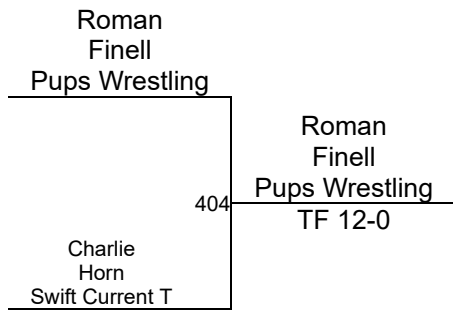 Roman
Finell
Pups Wrestling
Roman
Finell
Pups Wrestling
404
TF 12-0
Charlie
Horn
Swift Current T